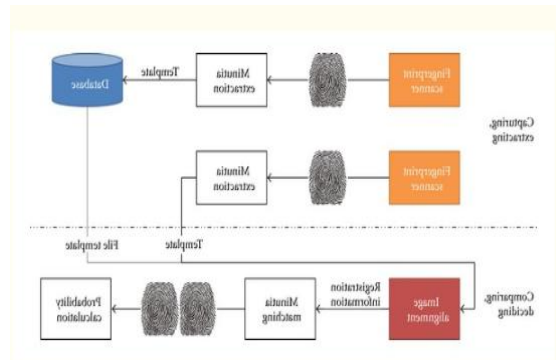 Fingerprint
scanner
Minutia
extraction
Template
Database
Capturing,
extracting
Fingerprint
scanner
Minutia
extraction
Template
File template
Comparing,
deciding
Image
alignment
Registration
information
Minutia
matching
Probability
calculation